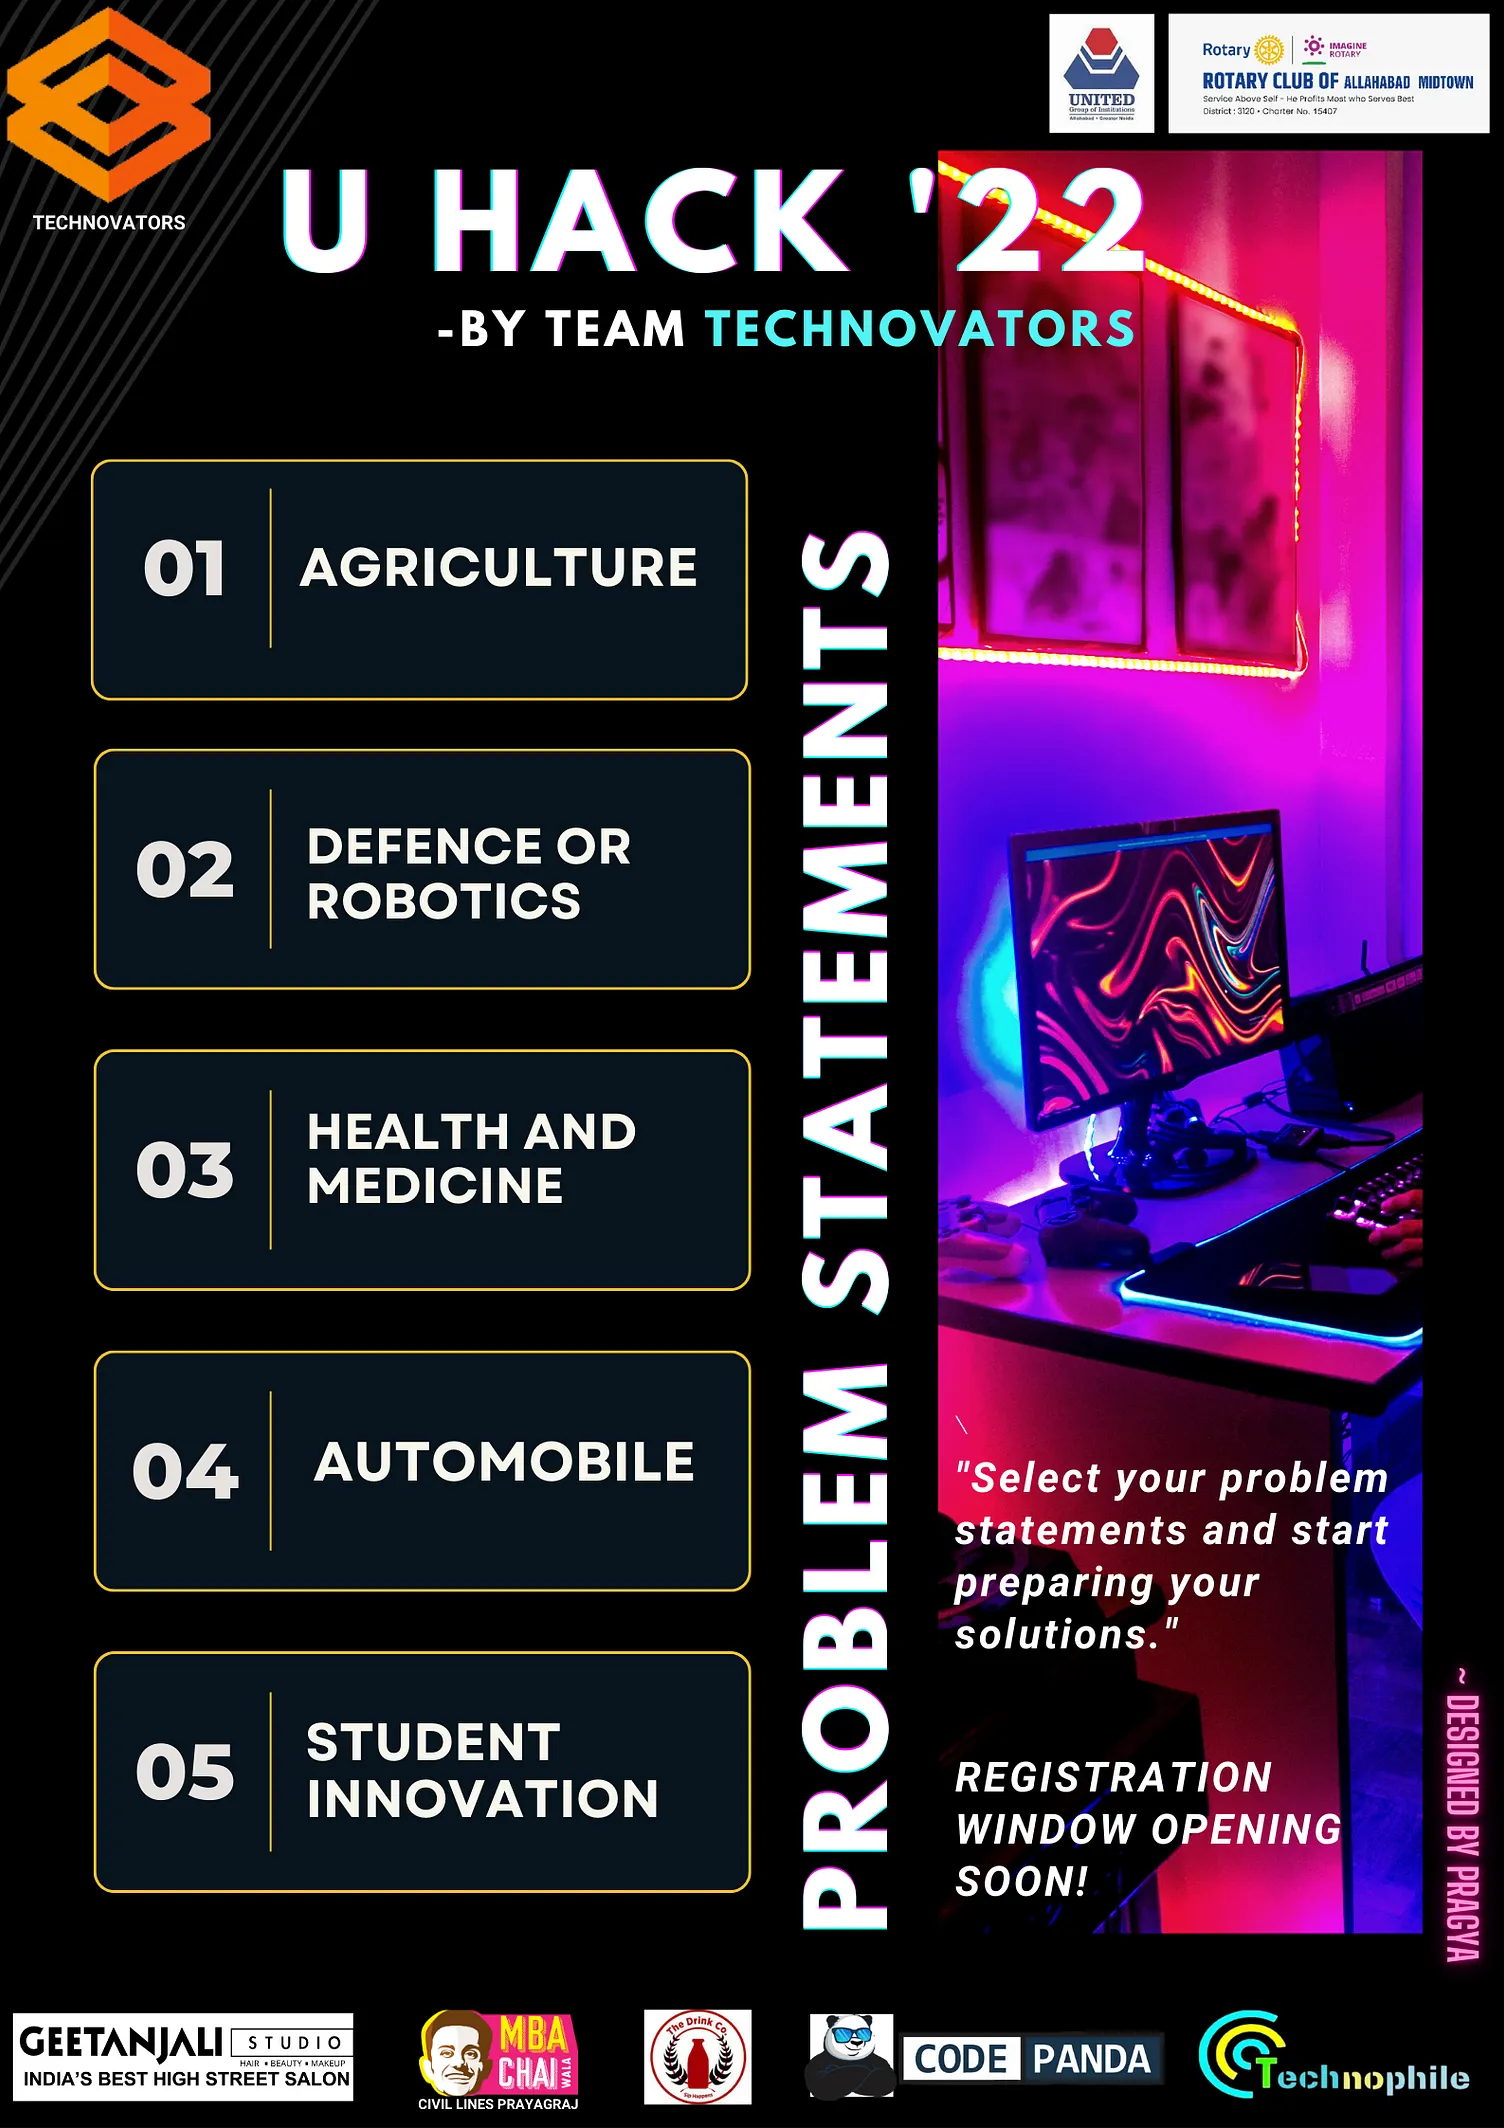 TECHNOVATORS
UNITED
Group of Institutions
Allahabad • Greater Noida
Rotary
IMAGINE
ROTARY
ROTARY CLUB OF ALLAHABAD MIDTOWN
Service Above Self - He Profits Most who Serves Best
District : 3120 • Charter No. 15407
U HACK '22
-BY TEAM TECHNOVATORS
01
AGRICULTURE
02
DEFENCE OR
ROBOTICS
03
HEALTH AND
MEDICINE
04
AUTOMOBILE
05
STUDENT
INNOVATION
PROBLEM STATEMENTS
\
"Select your problem
statements and start
preparing your
solutions."
REGISTRATION
WINDOW OPENING
SOON!
~ DESIGNED BY PRAGYA
GEETANJALI STUDIO
HAIR • BEAUTY • MAKEUP
INDIA'S BEST HIGH STREET SALON
MBA
CHAI
WALA
CIVIL LINES PRAYAGRAJ
The Drink Co.
Sip Happens
CODE PANDA
Technophile